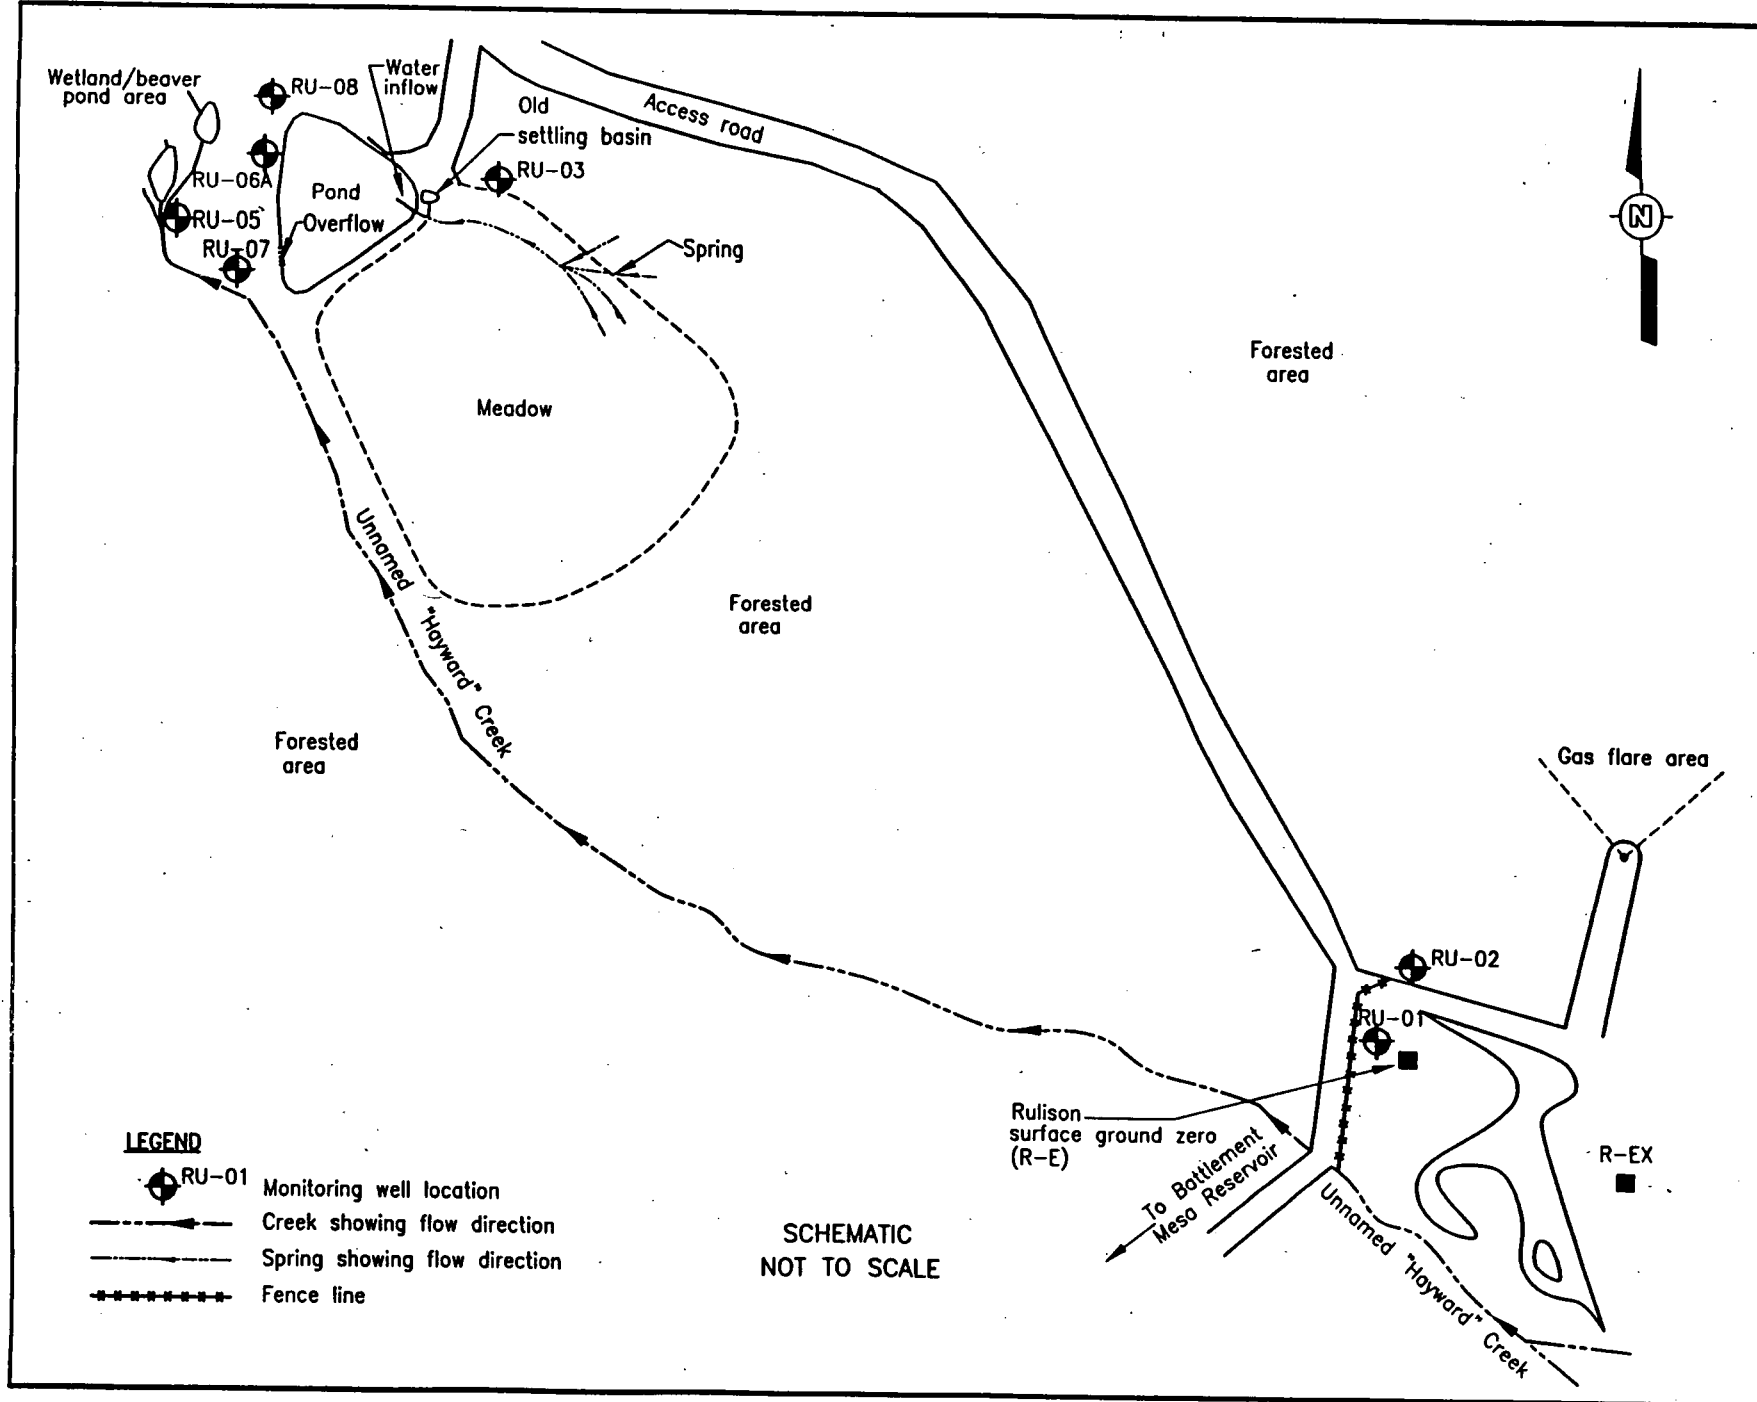 Wetland/beaver
pond area
RU-08
Water
inflow
Old
settling basin
Access road
RU-06A
RU-03
Pond
RU-05
Overflow
RU-07
Spring
N
Forested
area
Meadow
Unnamed "Hayward" Creek
Forested
area
Forested
area
Gas flare area
RU-02
RU-01
Rulison
surface ground zero
(R-E)
To Battlement
Mesa Reservoir
R-EX
Unnamed "Hayward" Creek
LEGEND
RU-01 Monitoring well location
Creek showing flow direction
Spring showing flow direction
Fence line
SCHEMATIC
NOT TO SCALE